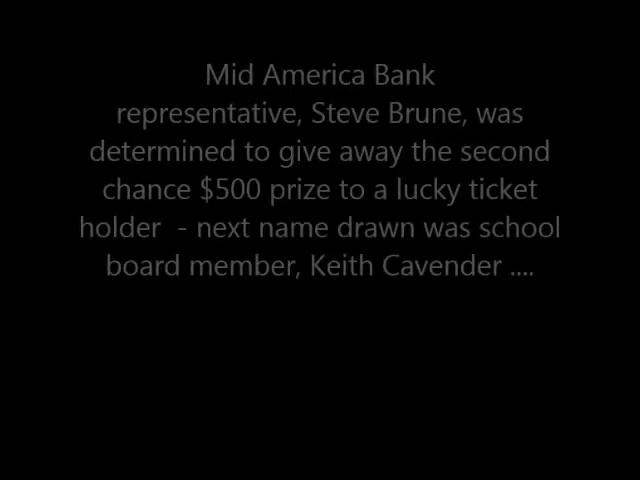 Mid America Bank
representative, Steve Brune, was
determined to give away the second
chance $500 prize to a lucky ticket
holder  - next name drawn was school
board member, Keith Cavender ....